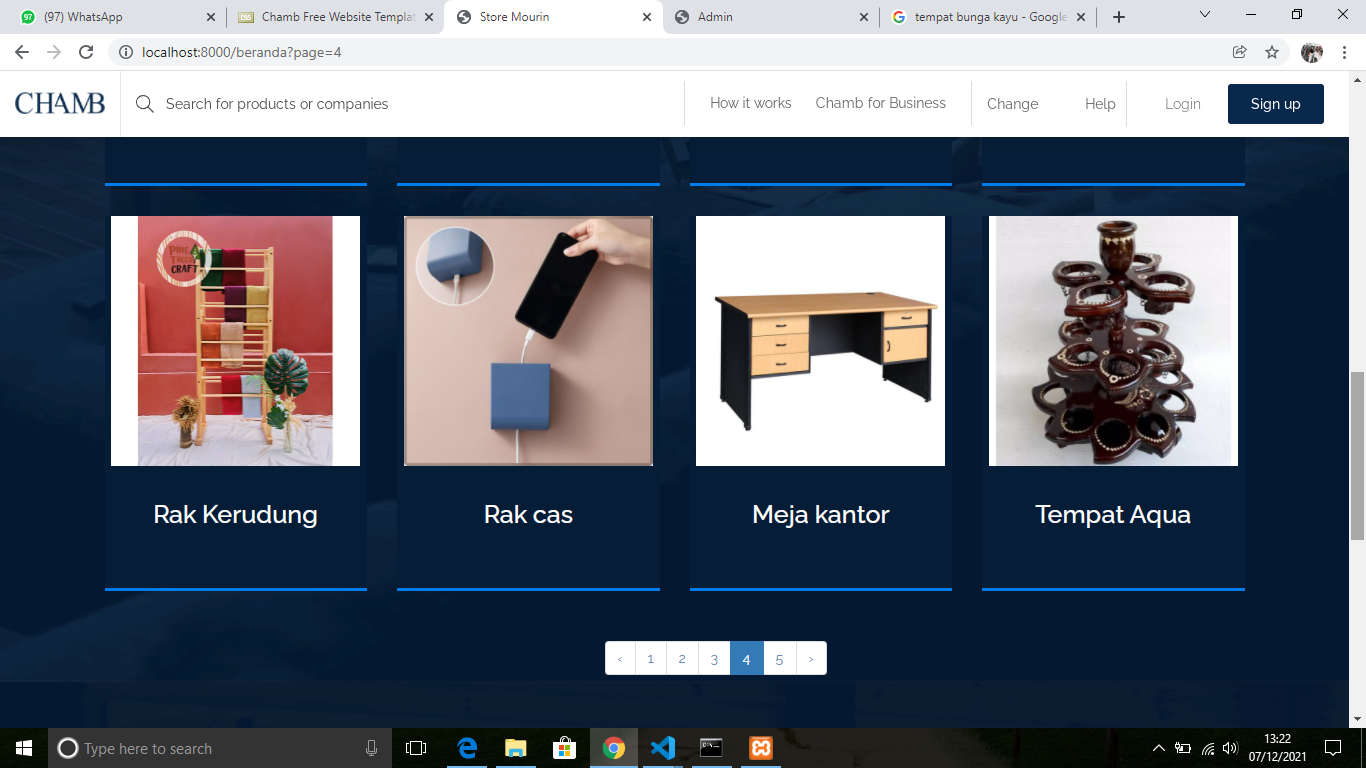 (97) WhatsApp
Chamb Free Website Templat
Store Mourin
Admin
tempat bunga kayu - Google
localhost:8000/beranda?page=4
CHAMB
Search for products or companies
How it works
Chamb for Business
Change
Help
Login
Sign up
CRAFT
Rak Kerudung
Rak cas
Meja kantor
Tempat Aqua
‹ 1 2 3 4 5 ›
Type here to search
13:22
07/12/2021